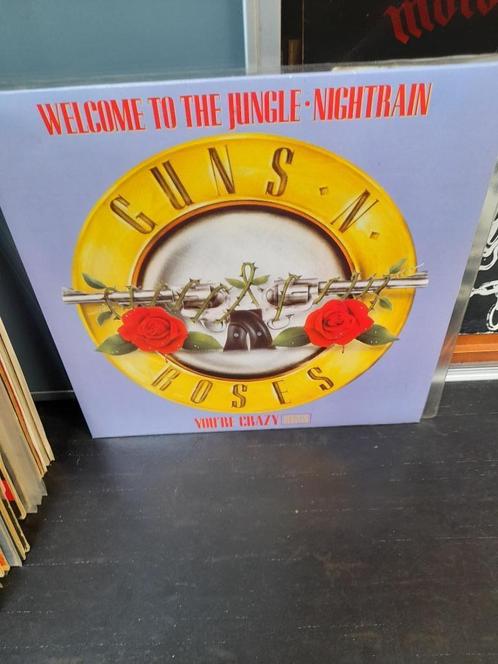 WELCOME TO THE JUNGLE · NIGHTRAIN
GUNS · N ·
ROSES
YOU'RE CRAZY